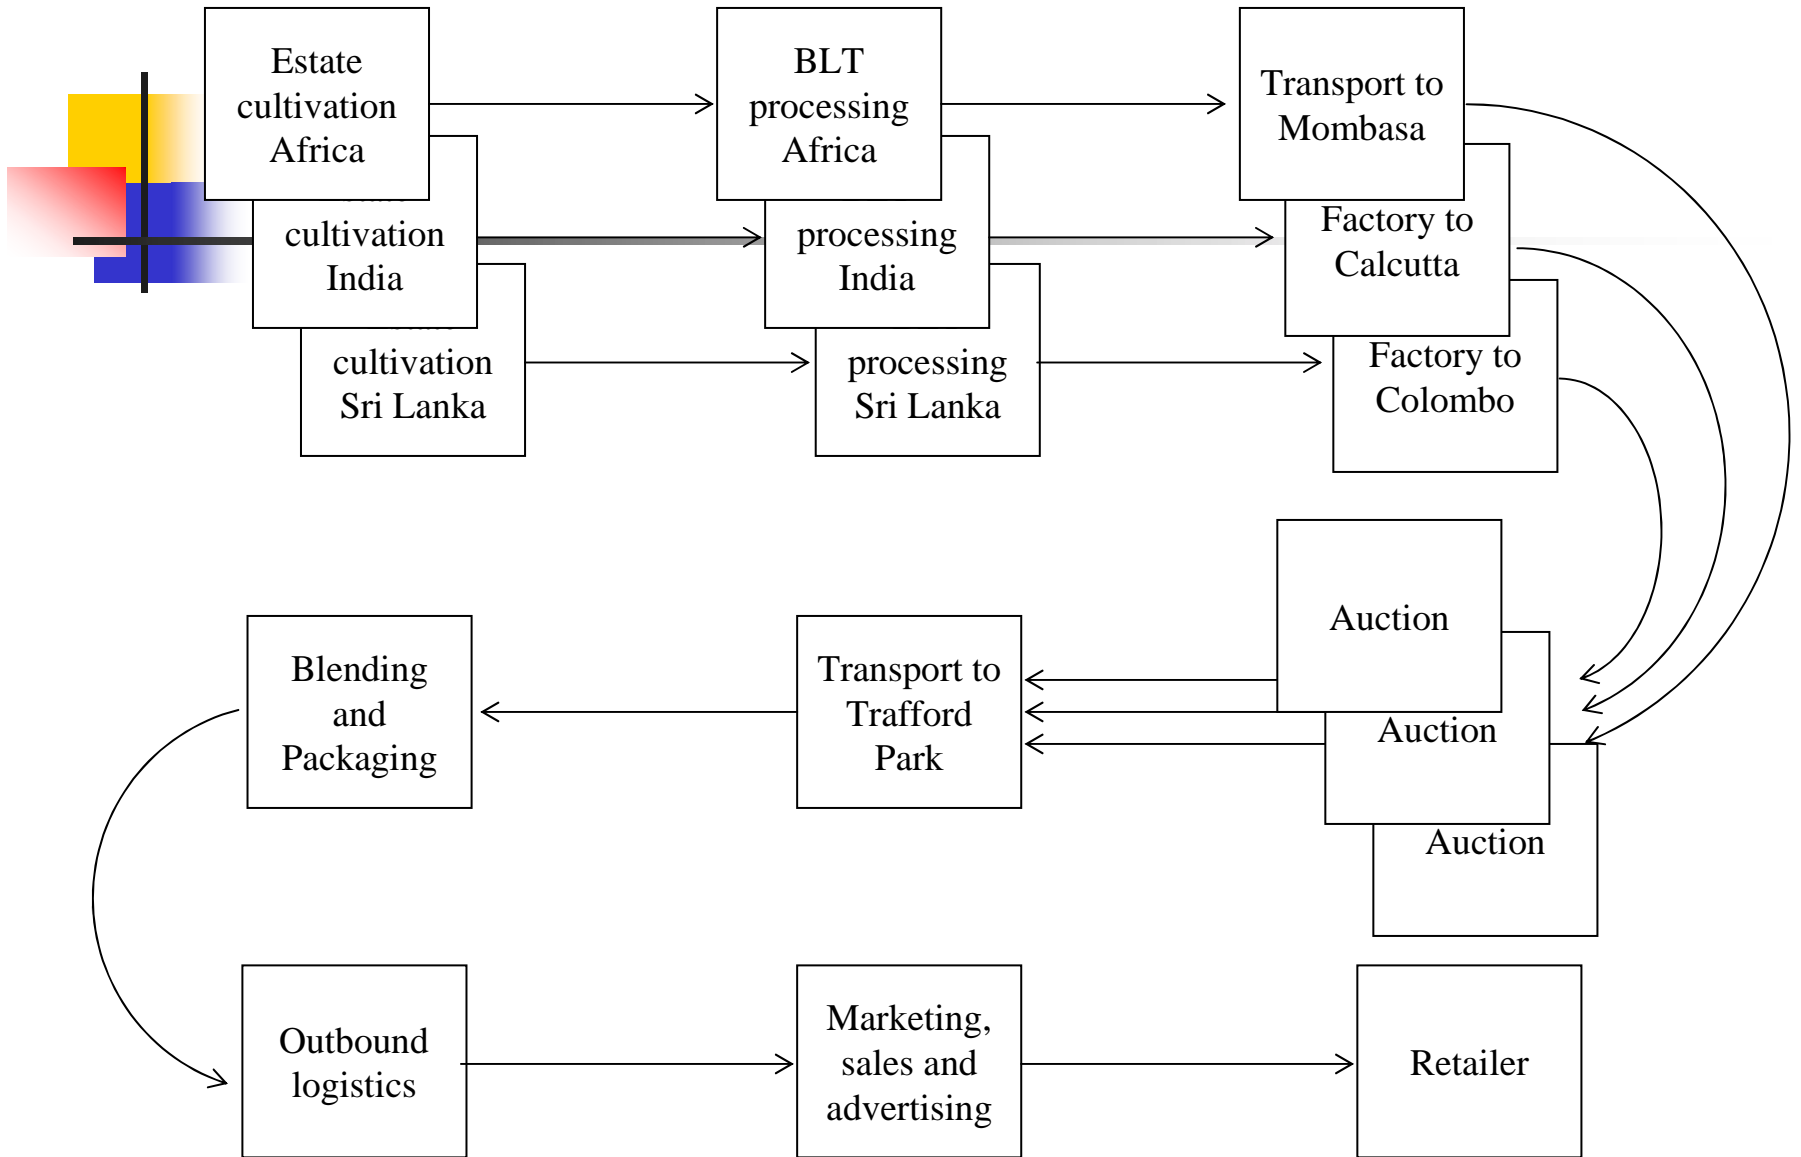 Estate
cultivation
Africa
BLT
processing
Africa
Transport to
Mombasa
cultivation
India
processing
India
Factory to
Calcutta
cultivation
Sri Lanka
processing
Sri Lanka
Factory to
Colombo
Auction
Blending
and
Packaging
Transport to
Trafford
Park
Auction
Auction
Outbound
logistics
Marketing,
sales and
advertising
Retailer